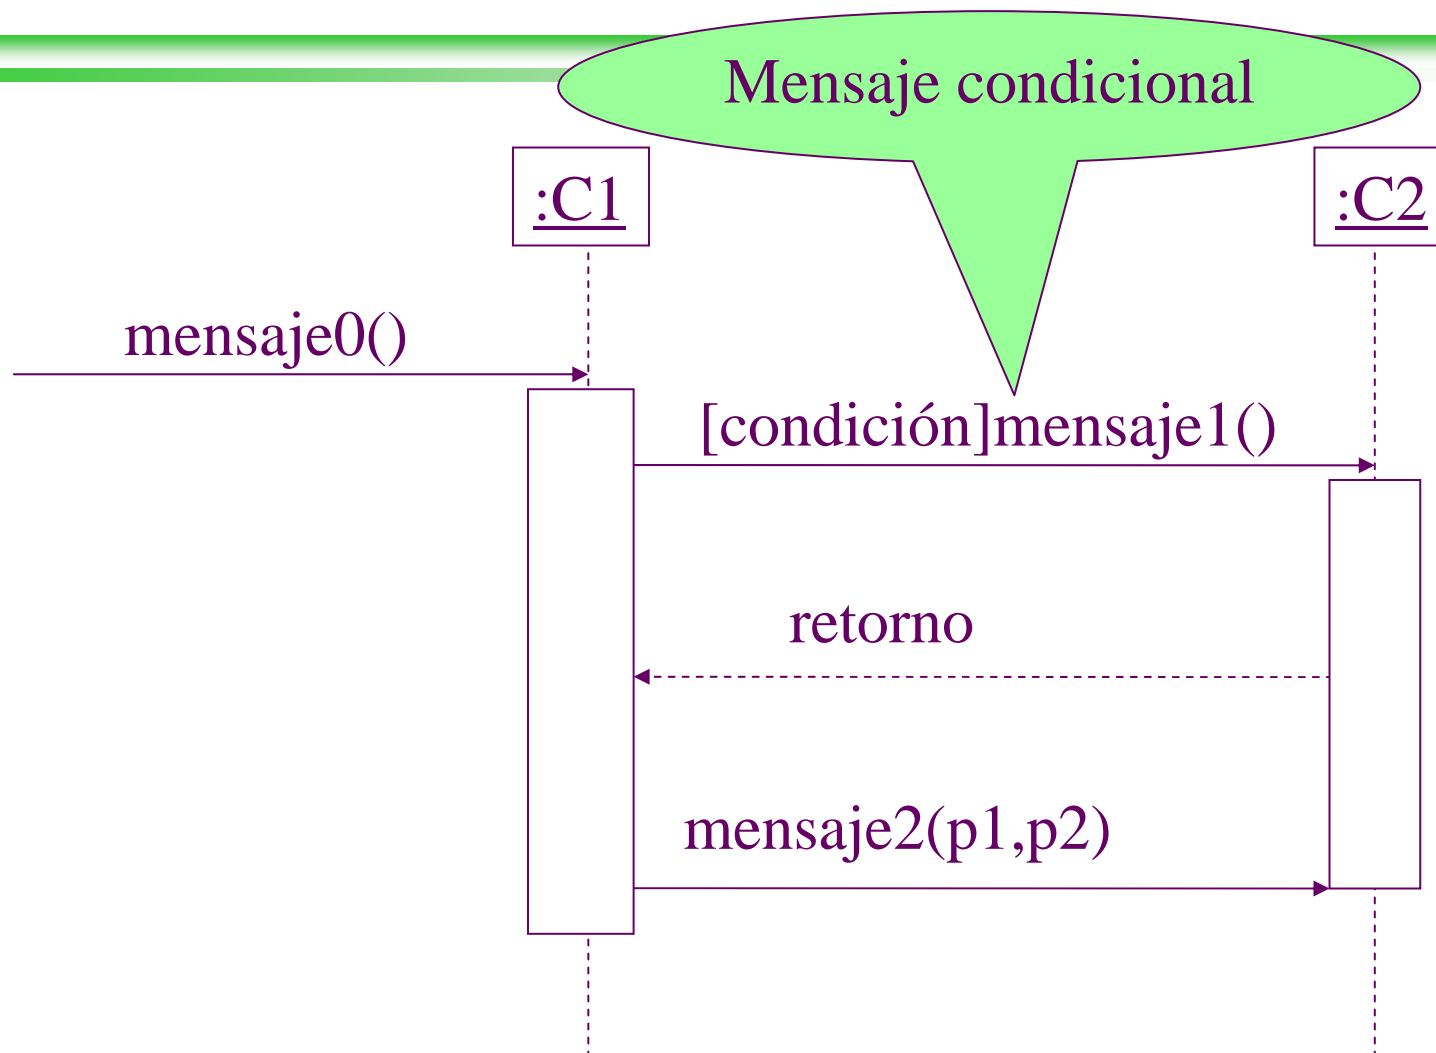 Mensaje condicional
:C1
:C2
mensaje0()
[condición]mensaje1()
retorno
mensaje2(p1,p2)